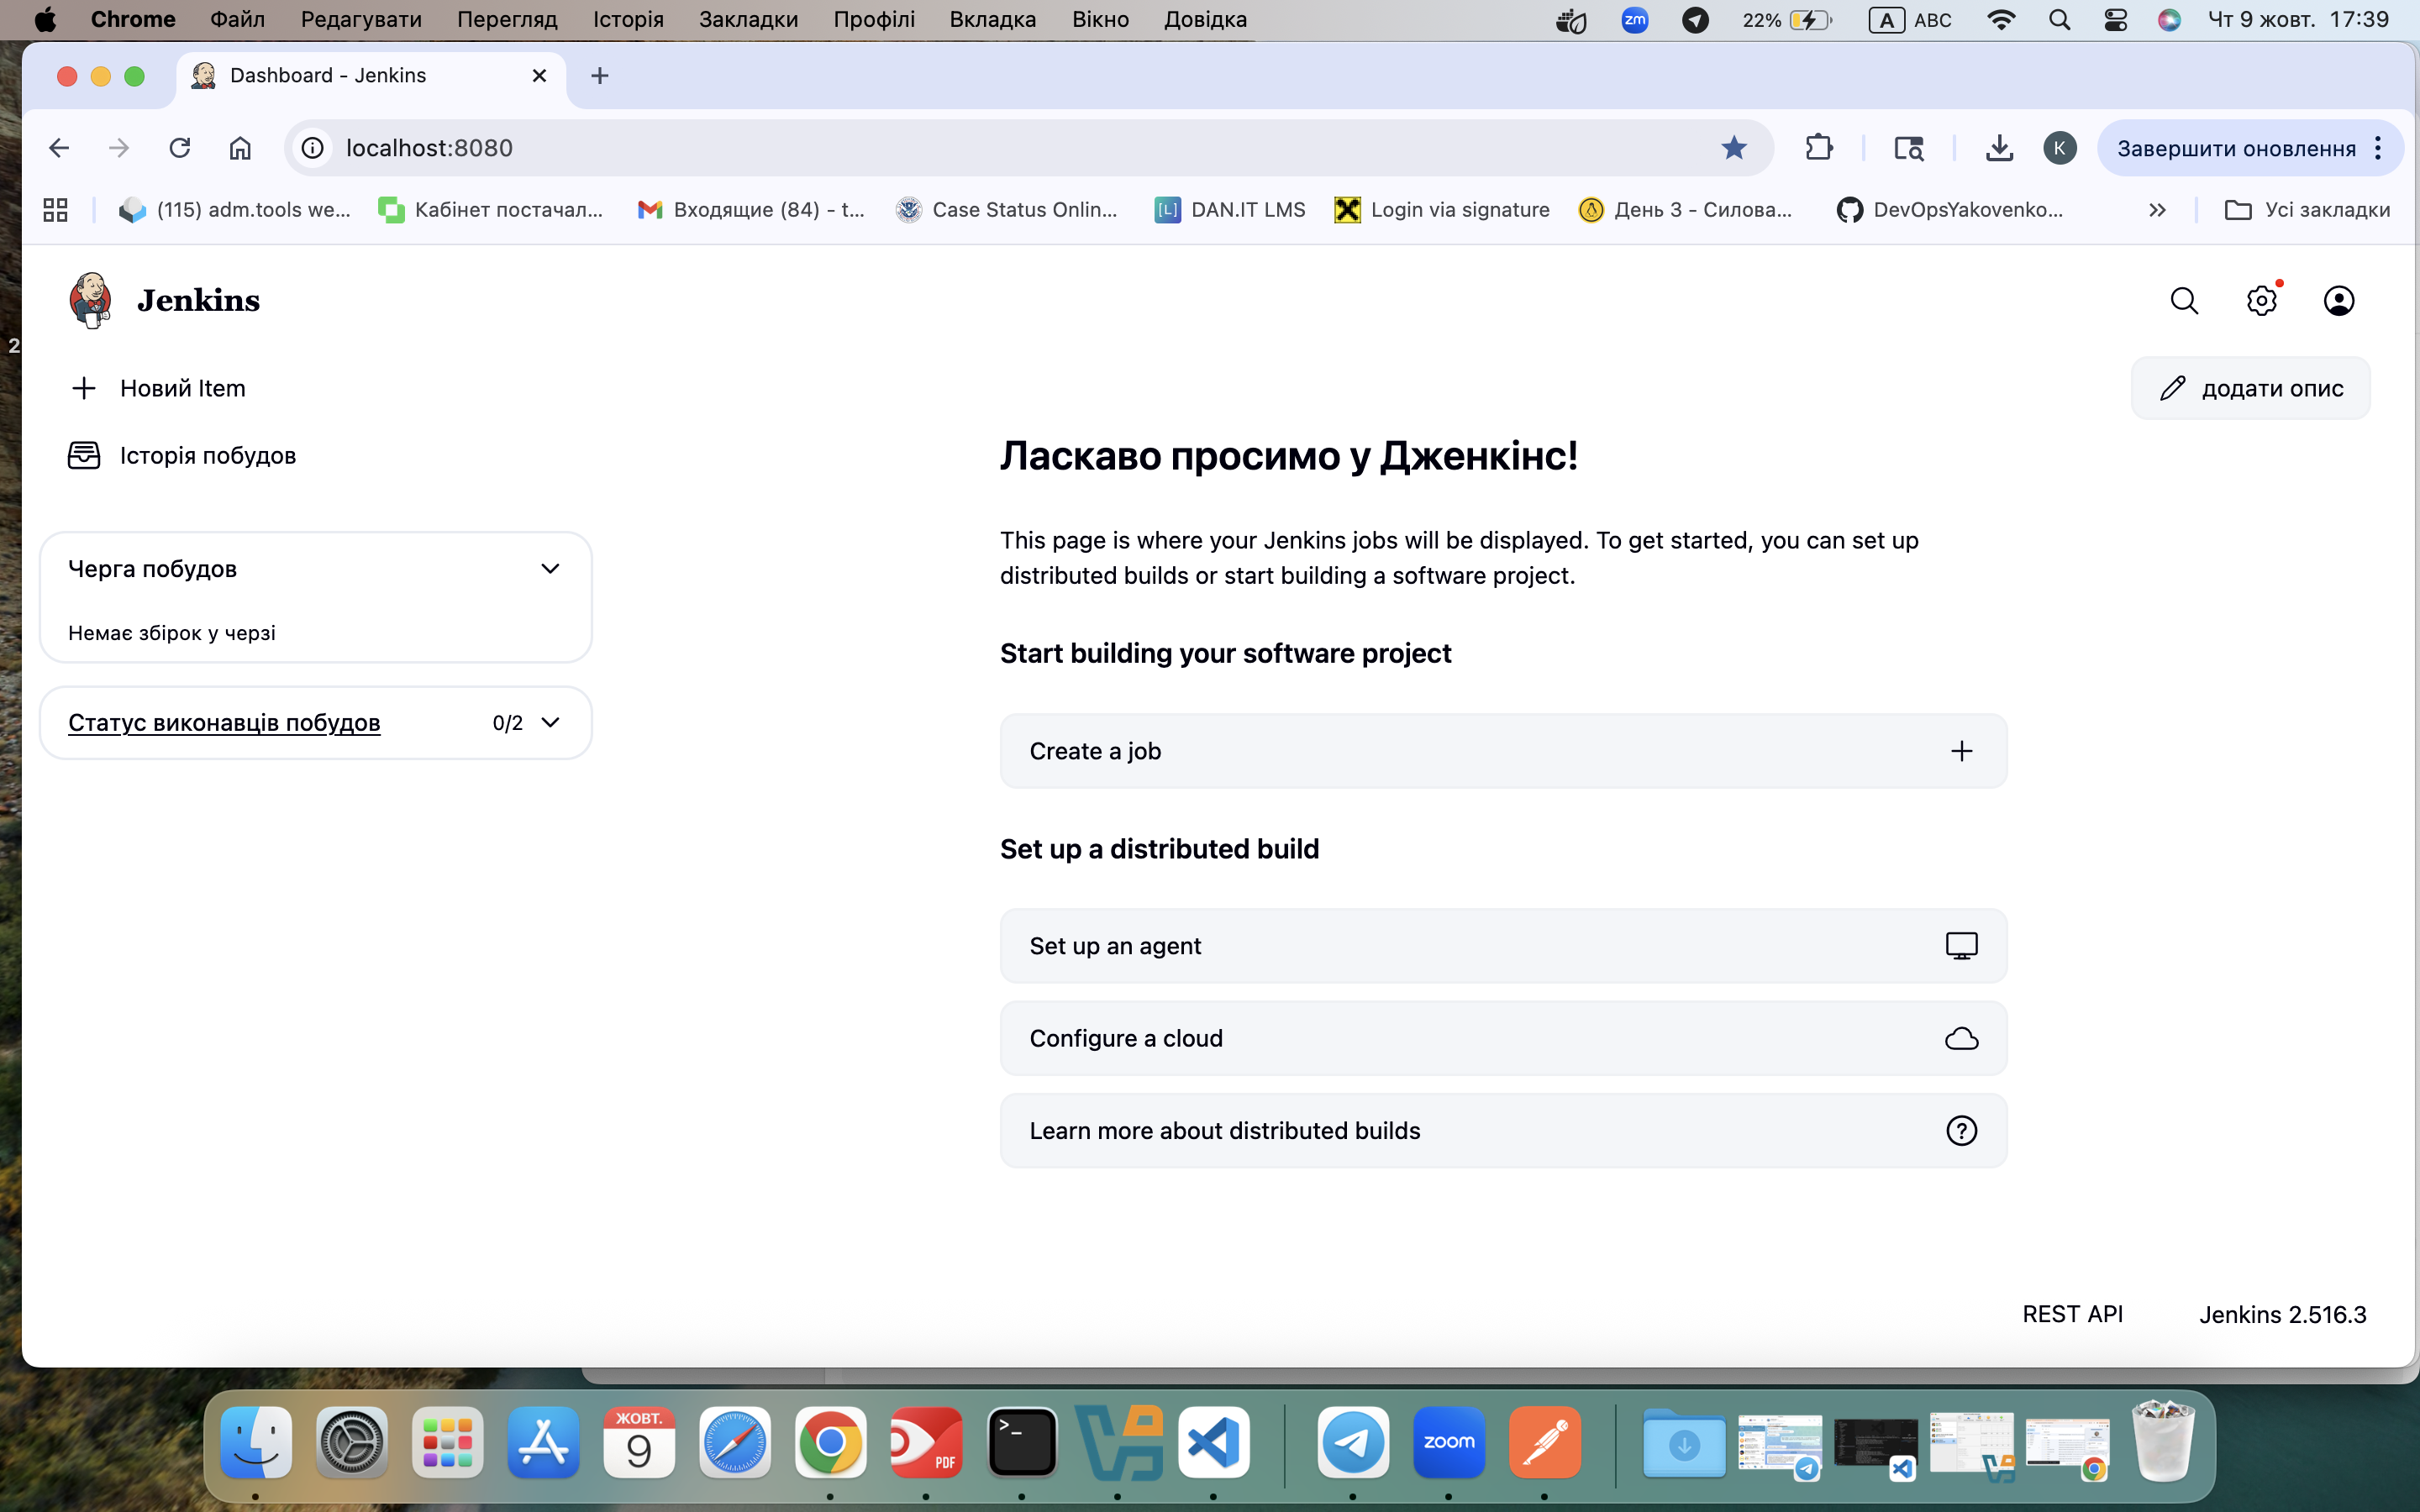 Chrome Файл Редагувати Перегляд Історія Закладки Профілі Вкладка Вікно Довідка zm 22% A ABC Чт 9 жовт. 17:39
Dashboard - Jenkins
localhost:8080
K
Завершити оновлення
(115) adm.tools we...
Кабінет постачал...
Входящие (84) - t...
Case Status Onlin...
[L] DAN.IT LMS
Login via signature
День 3 - Силова...
DevOpsYakovenko...
Усі закладки
2
Jenkins
Новий Item
додати опис
Історія побудов
Черга побудов
Немає збірок у черзі
Статус виконавців побудов 0/2
Ласкаво просимо у Дженкінс!
This page is where your Jenkins jobs will be displayed. To get started, you can set up
distributed builds or start building a software project.
Start building your software project
Create a job
Set up a distributed build
Set up an agent
Configure a cloud
Learn more about distributed builds
REST API Jenkins 2.516.3
ЖОВТ.
9
PDF
>_
zoom